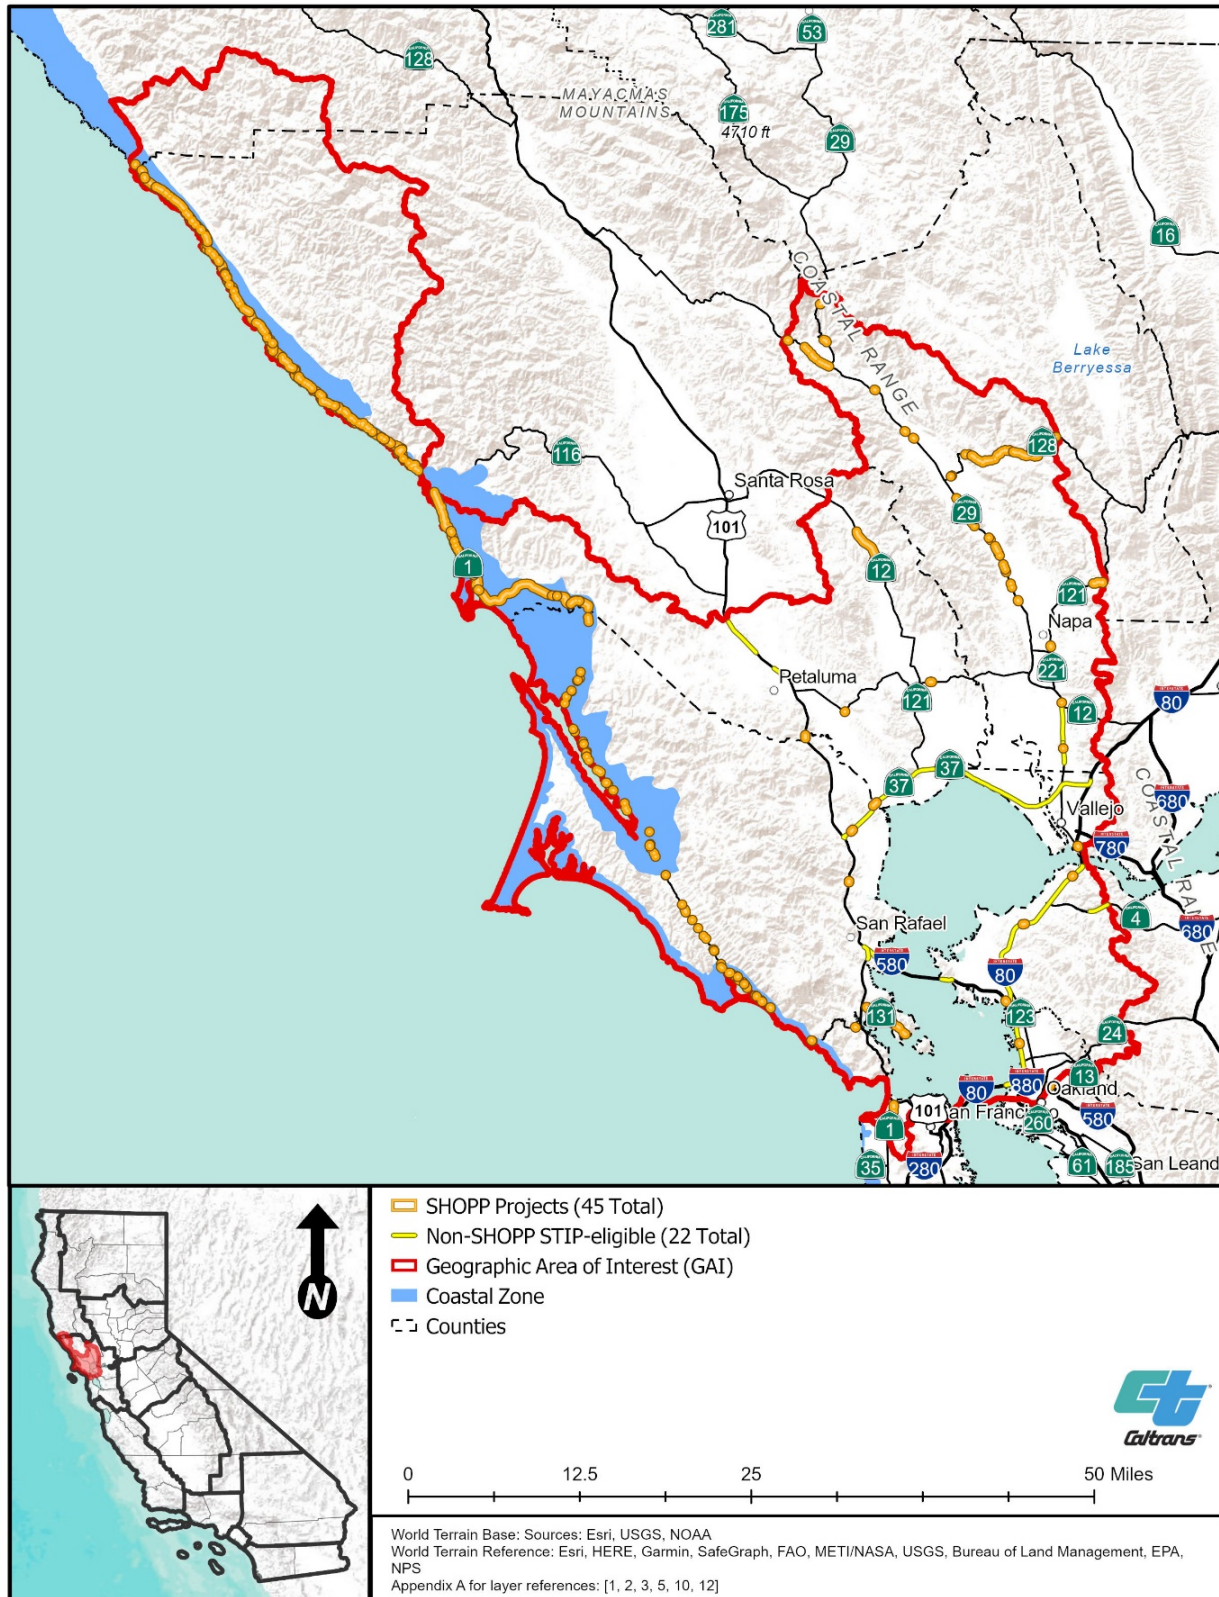 128
281
53
MAYACMAS
MOUNTAINS
175
4710 ft
29
16
COASTAL RANGE
Lake
Berryessa
128
116
Santa Rosa
101
29
12
1
121
Napa
221
Petaluma
121
12
80
37
37
COASTAL RANGE
680
Vallejo
780
4
680
San Rafael
580
80
131
123
24
13
80
880
Oakland
580
101
an Francisco
260
1
35
280
61
185
San Leand
N
SHOPP Projects (45 Total)
Non-SHOPP STIP-eligible (22 Total)
Geographic Area of Interest (GAI)
Coastal Zone
Counties
Caltrans
0 12.5 25 50 Miles
World Terrain Base: Sources: Esri, USGS, NOAA
World Terrain Reference: Esri, HERE, Garmin, SafeGraph, FAO, METI/NASA, USGS, Bureau of Land Management, EPA,
NPS
Appendix A for layer references: [1, 2, 3, 5, 10, 12]